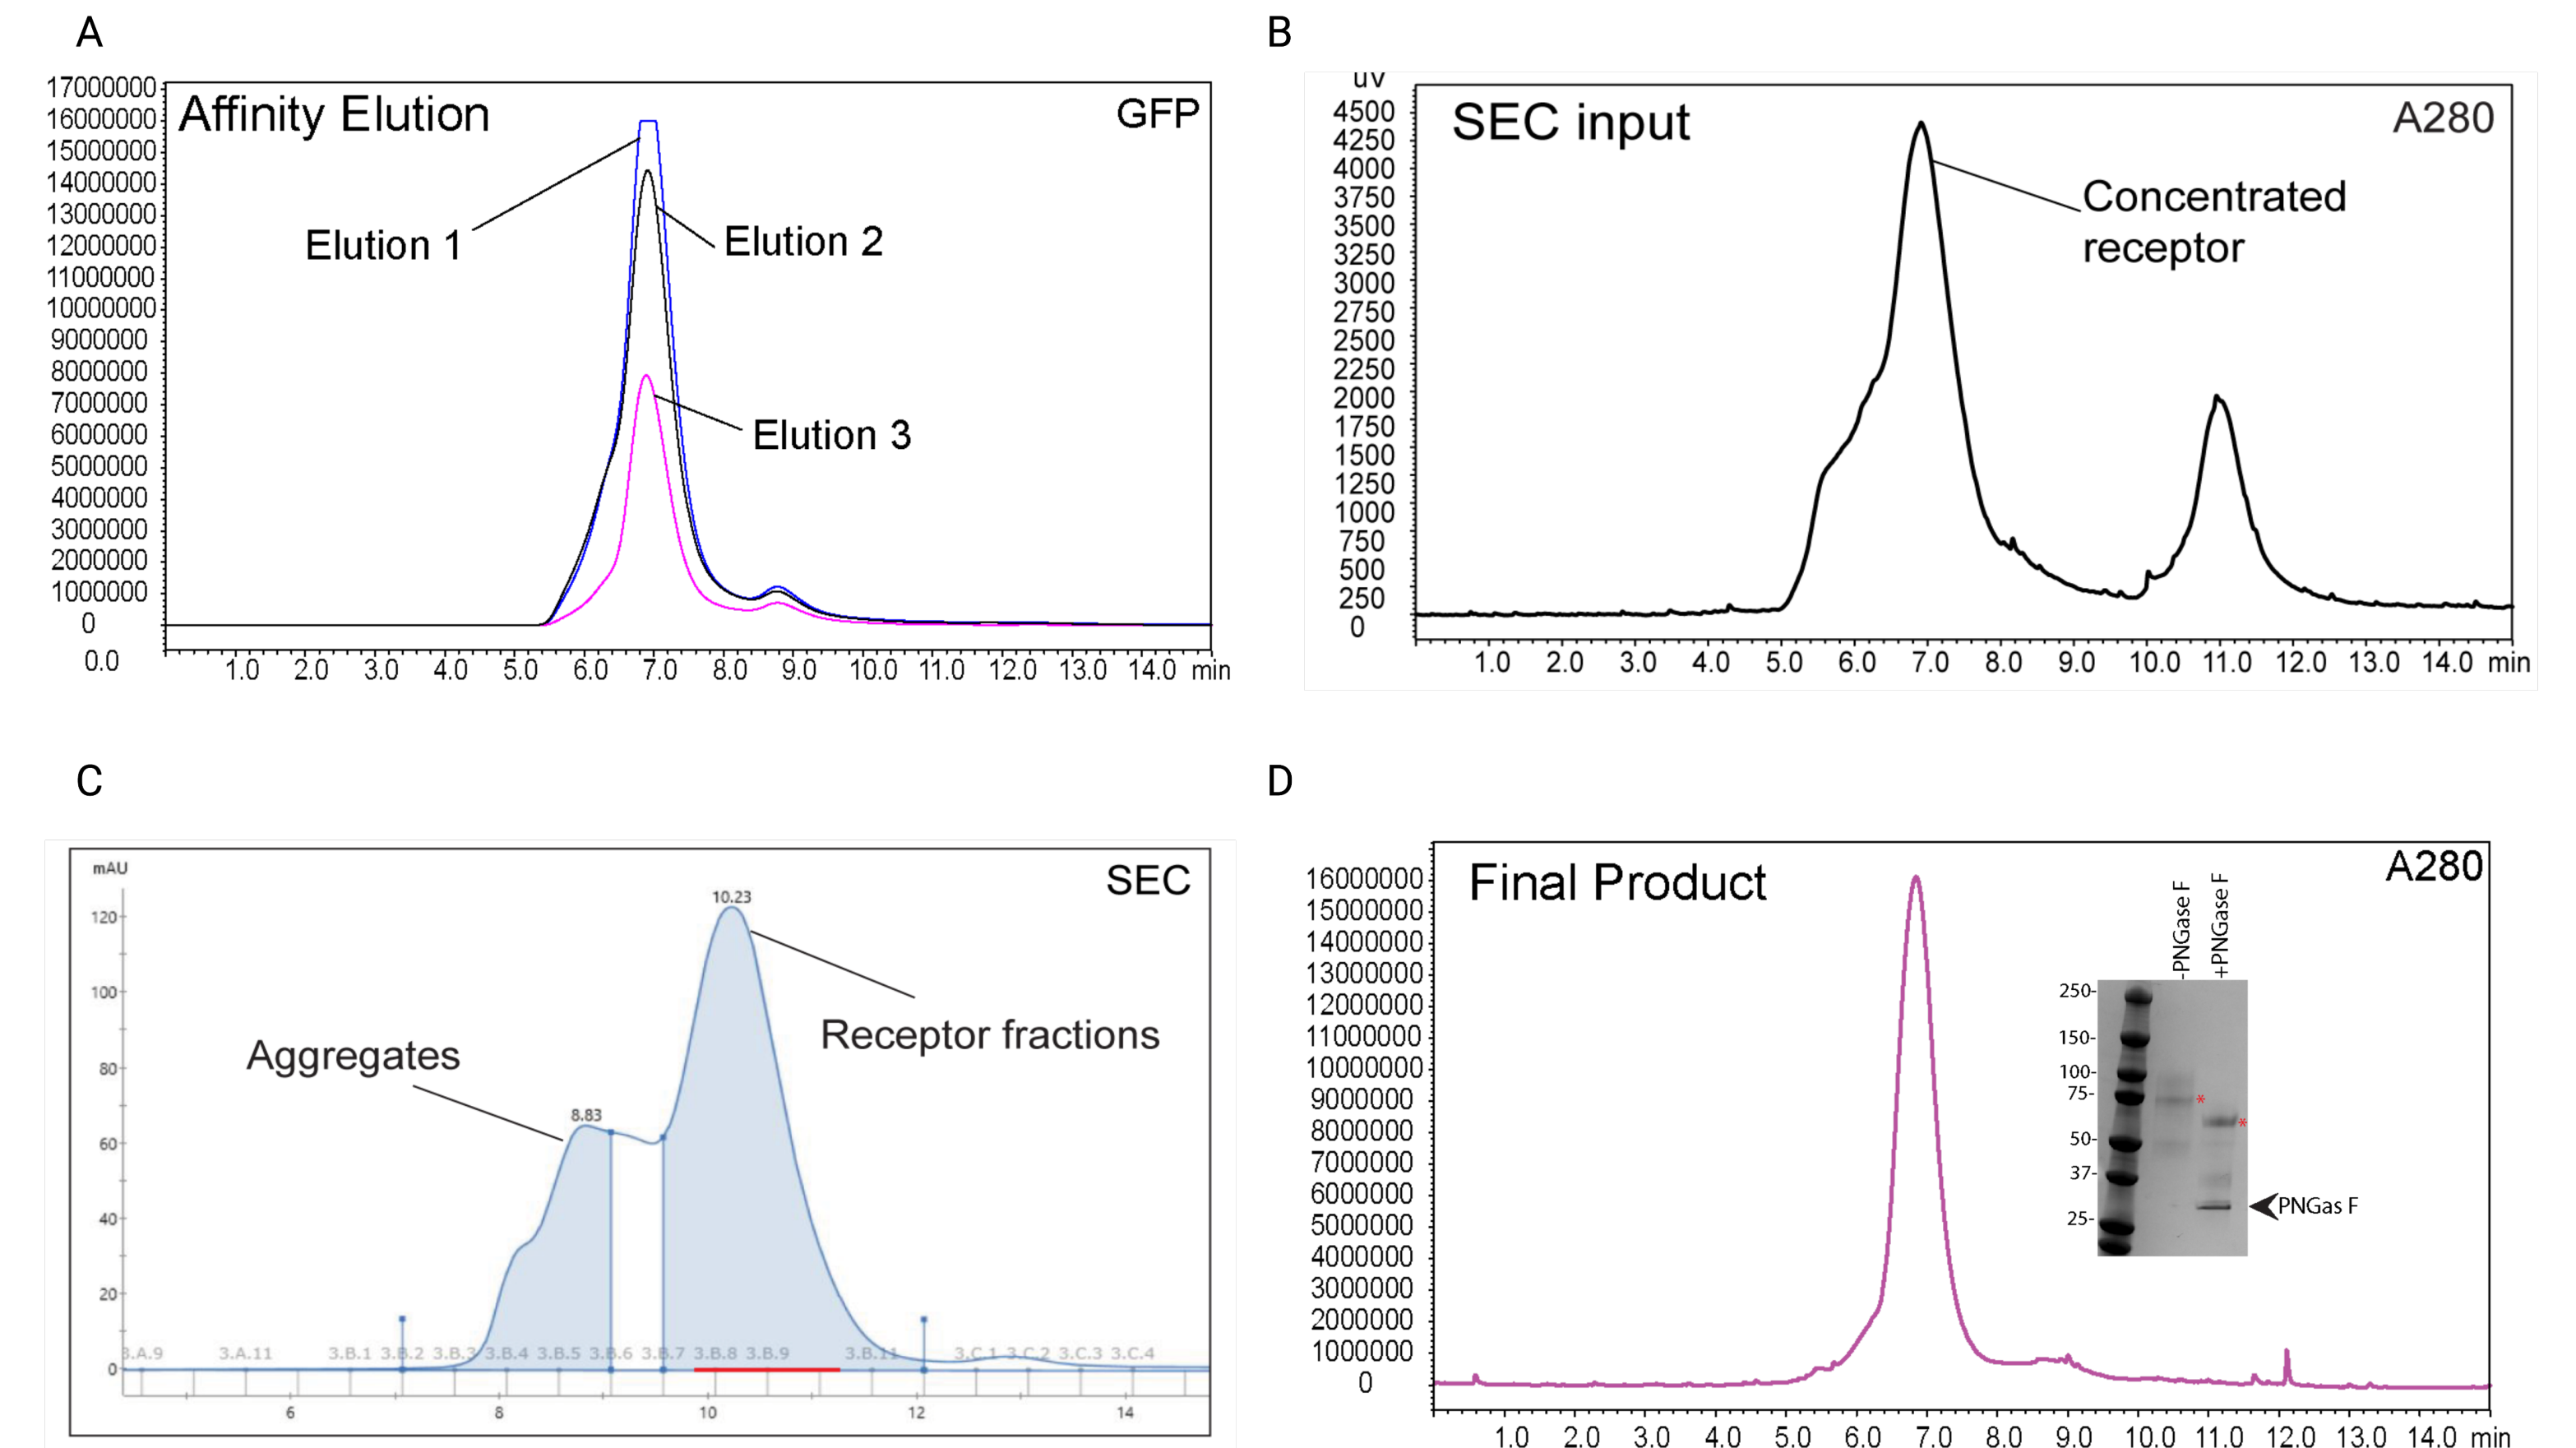 A
Affinity Elution
GFP
17000000
16000000
15000000
14000000
13000000
12000000
11000000
10000000
9000000
8000000
7000000
6000000
5000000
4000000
3000000
2000000
1000000
0
Elution 1
Elution 2
Elution 3
0.0
1.0 2.0 3.0 4.0 5.0 6.0 7.0 8.0 9.0 10.0 11.0 12.0 13.0 14.0 min
B
uV
SEC input
A280
4500
4250
4000
3750
3500
3250
3000
2750
2500
2250
2000
1750
1500
1250
1000
750
500
250
0
Concentrated
receptor
1.0 2.0 3.0 4.0 5.0 6.0 7.0 8.0 9.0 10.0 11.0 12.0 13.0 14.0 min
C
mAU
SEC
120
100
80
60
40
20
0
10.23
8.83
Aggregates
Receptor fractions
3.A.9 3.A.11 3.B.1 3.B.2 3.B.3 3.B.4 3.B.5 3.B.6 3.B.7 3.B.8 3.B.9 3.B.11 3.C.1 3.C.2 3.C.3 3.C.4
6 8 10 12 14
D
Final Product
A280
16000000
15000000
14000000
13000000
12000000
11000000
10000000
9000000
8000000
7000000
6000000
5000000
4000000
3000000
2000000
1000000
0
-PNGase F
+PNGase F
250-
150-
100-
75-
50-
37-
25-
*
*
PNGas F
1.0 2.0 3.0 4.0 5.0 6.0 7.0 8.0 9.0 10.0 11.0 12.0 13.0 14.0 min